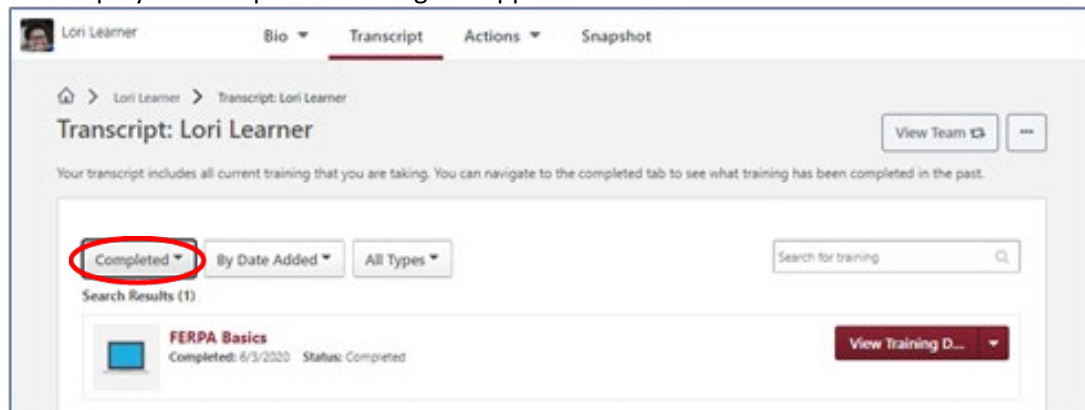 Lori Learner Bio Transcript Actions Snapshot
Lori Learner Transcript: Lori Learner
Transcript: Lori Learner
View Team
Your transcript includes all current training that you are taking. You can navigate to the completed tab to see what training has been completed in the past.
Completed By Date Added All Types Search for training
Search Results (1)
FERPA Basics
Completed: 6/3/2020 Status: Completed
View Training D...